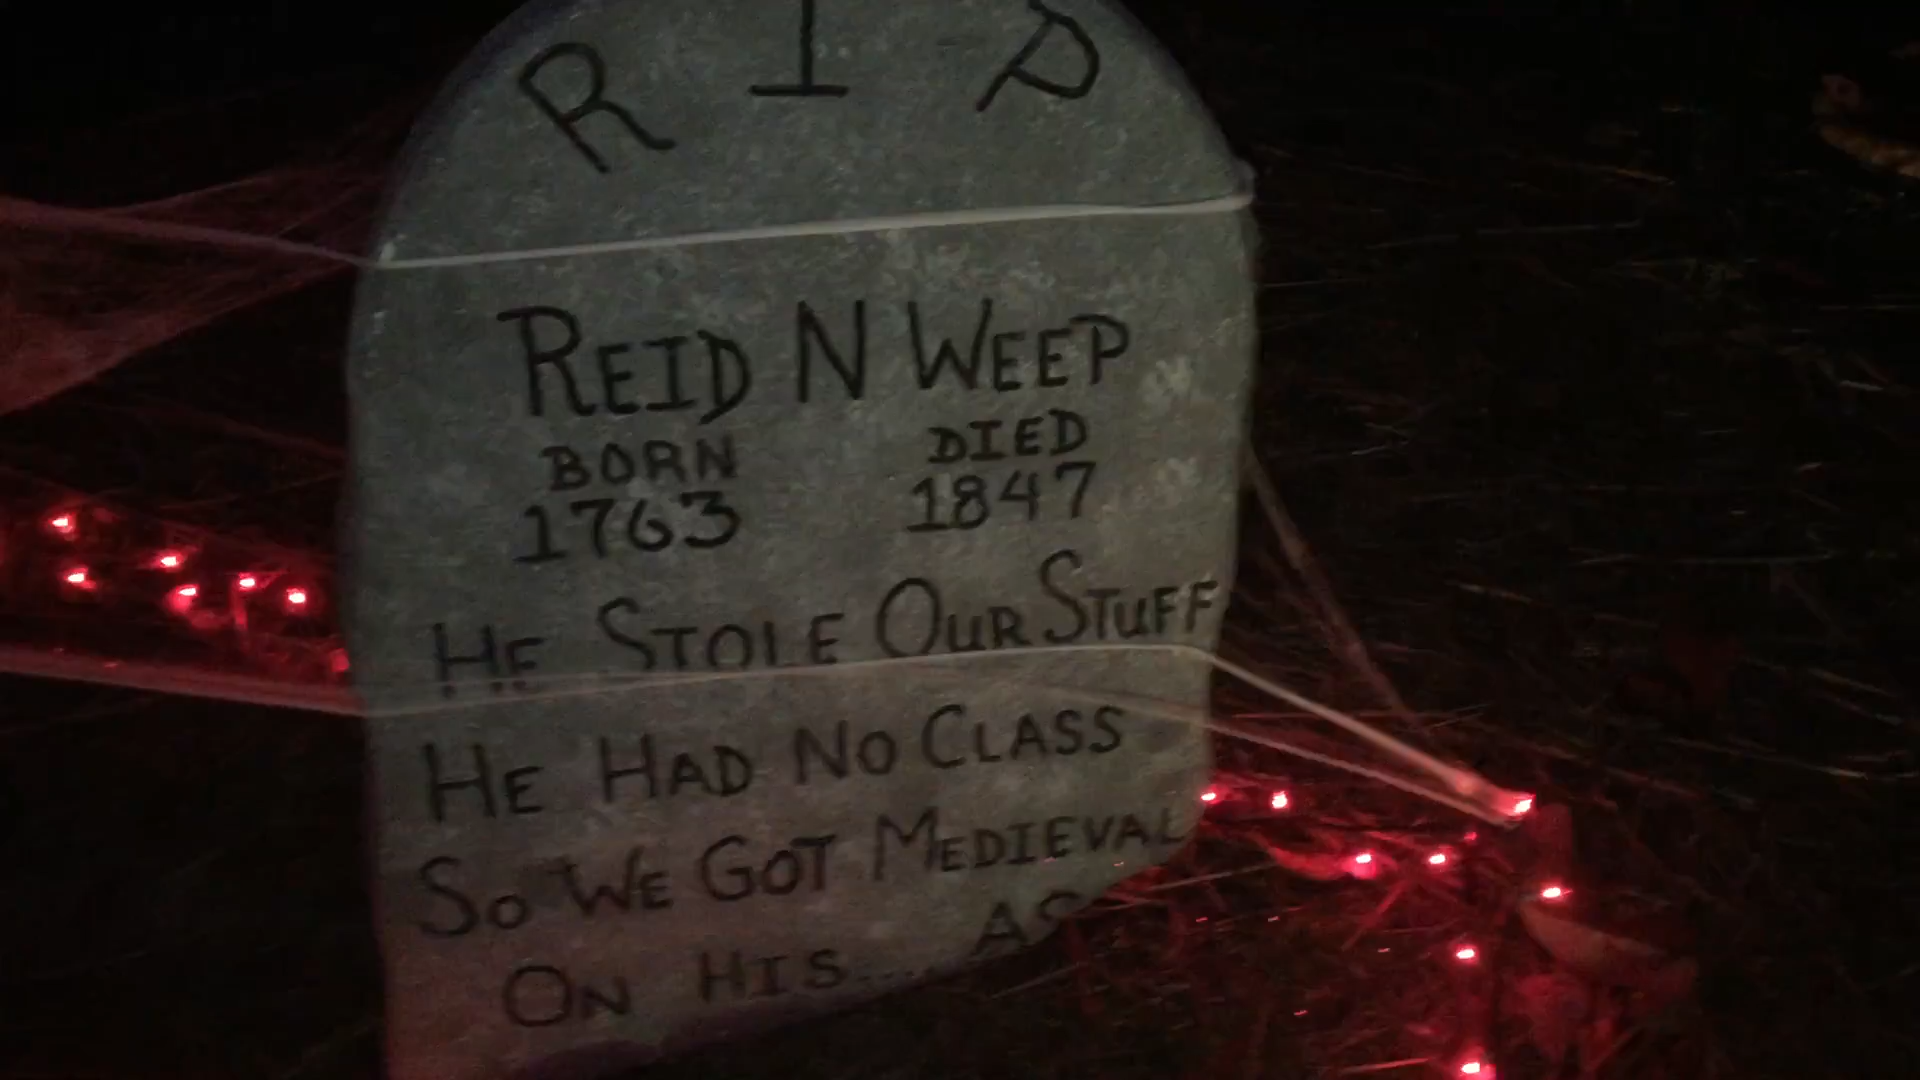 R I P
REID N WEEP
BORN DIED
1763 1847
HE STOLE OUR STUFF
HE HAD NO CLASS
SO WE GOT MEDIEVAL
ON HIS....